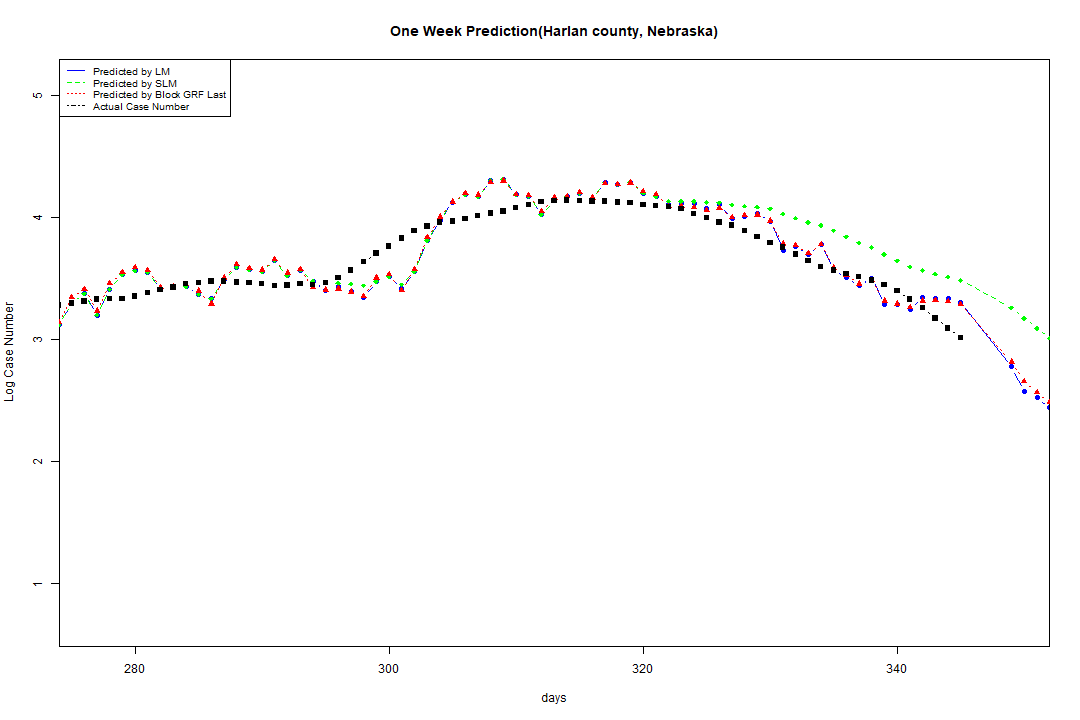 One Week Prediction(Harlan county, Nebraska)
Predicted by LM
Predicted by SLM
Predicted by Block GRF Last
Actual Case Number
5
4
3
2
1
Log Case Number
280 300 320 340
days